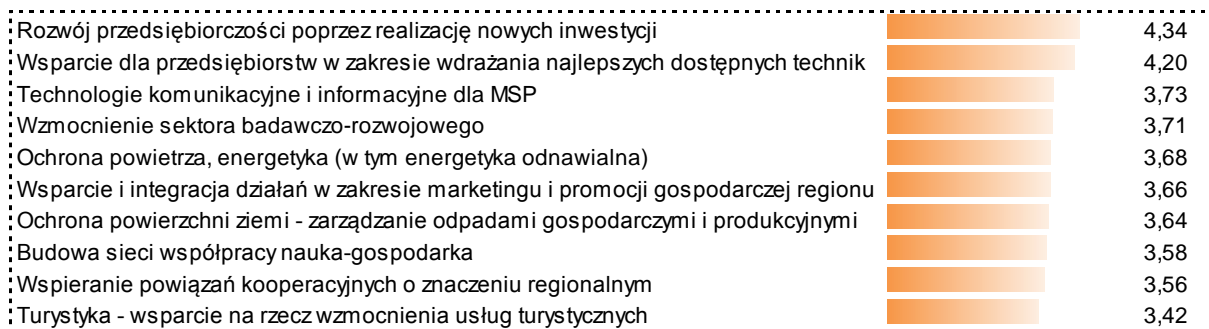 Rozwój przedsiębiorczości poprzez realizację nowych inwestycji 4,34
Wsparcie dla przedsiębiorstw w zakresie wdrażania najlepszych dostępnych technik 4,20
Technologie komunikacyjne i informacyjne dla MSP 3,73
Wzmocnienie sektora badawczo-rozwojowego 3,71
Ochrona powietrza, energetyka (w tym energetyka odnawialna) 3,68
Wsparcie i integracja działań w zakresie marketingu i promocji gospodarczej regionu 3,66
Ochrona powierzchni ziemi - zarządzanie odpadami gospodarczymi i produkcyjnymi 3,64
Budowa sieci współpracy nauka-gospodarka 3,58
Wspieranie powiązań kooperacyjnych o znaczeniu regionalnym 3,56
Turystyka - wsparcie na rzecz wzmocnienia usług turystycznych 3,42